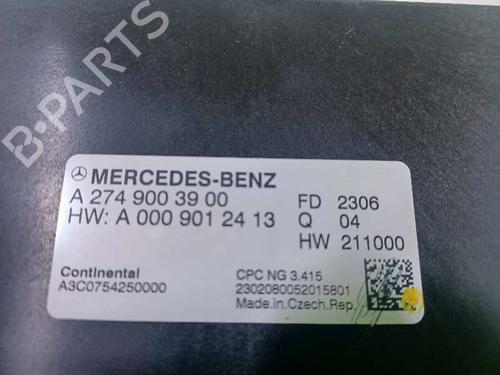 B-PARTS
MERCEDES-BENZ
A 274 900 39 00 FD 2306
HW: A 000 901 24 13 Q 04
HW 211000
Continental CPC NG 3.415
A3C0754250000 2302080052015801
Made.in.Czech.Rep.